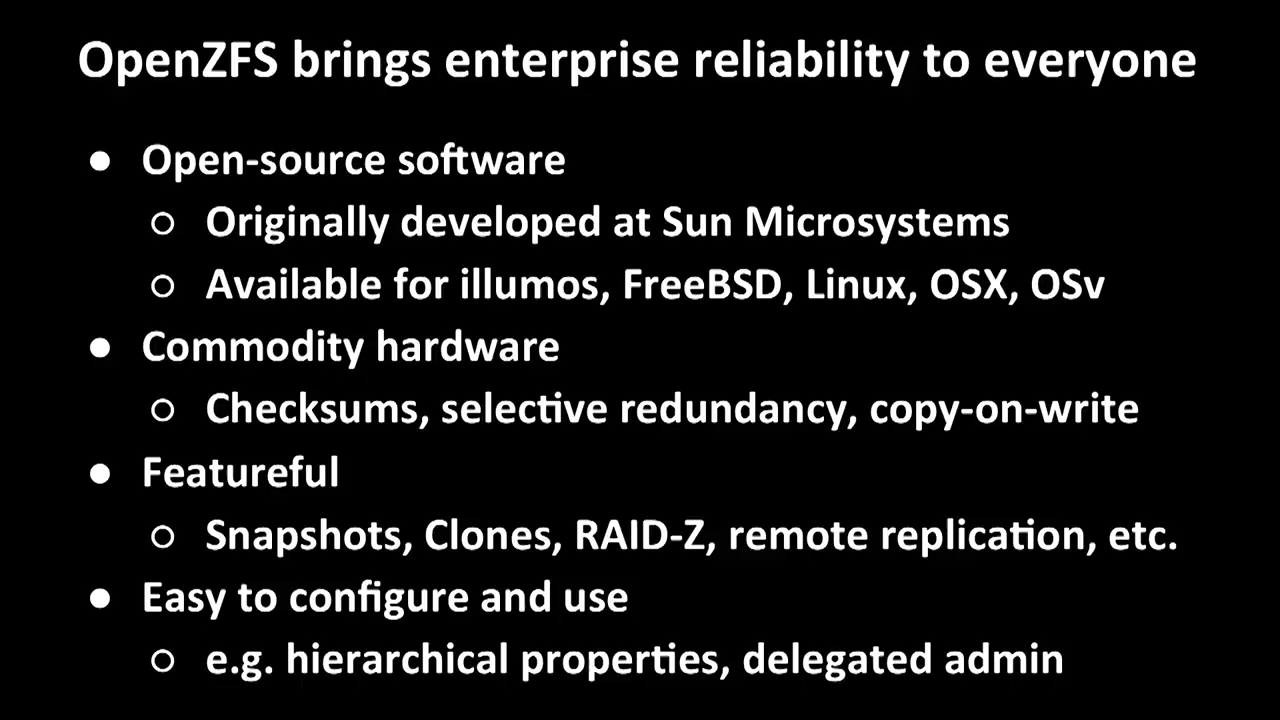 OpenZFS brings enterprise reliability to everyone
● Open-source software
○ Originally developed at Sun Microsystems
○ Available for illumos, FreeBSD, Linux, OSX, OSv
● Commodity hardware
○ Checksums, selective redundancy, copy-on-write
● Featureful
○ Snapshots, Clones, RAID-Z, remote replication, etc.
● Easy to configure and use
○ e.g. hierarchical properties, delegated admin